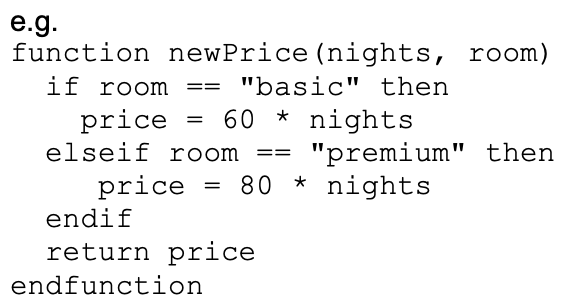 e.g.
function newPrice(nights, room)
  if room == "basic" then
    price = 60 * nights
  elseif room == "premium" then
     price = 80 * nights
  endif
  return price
endfunction